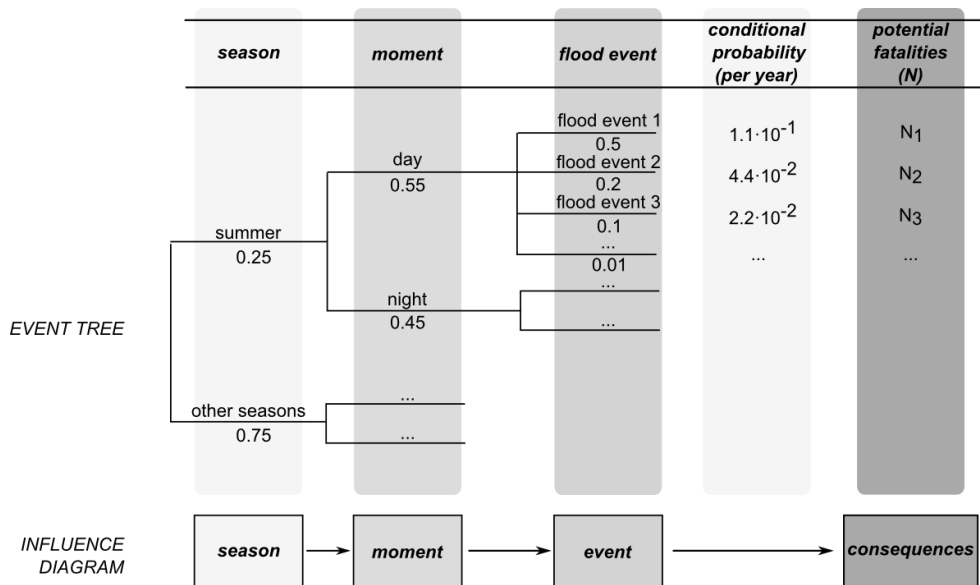 season
moment
flood event
conditional
probability
(per year)
potential
fatalities
(N)
flood event 1
0.5
1.1·10⁻¹
N₁
day
0.55
flood event 2
0.2
4.4·10⁻²
N₂
flood event 3
0.1
2.2·10⁻²
N₃
summer
0.25
...
0.01
...
...
night
0.45
...
...
EVENT TREE
other seasons
0.75
...
...
INFLUENCE
DIAGRAM
season
moment
event
consequences